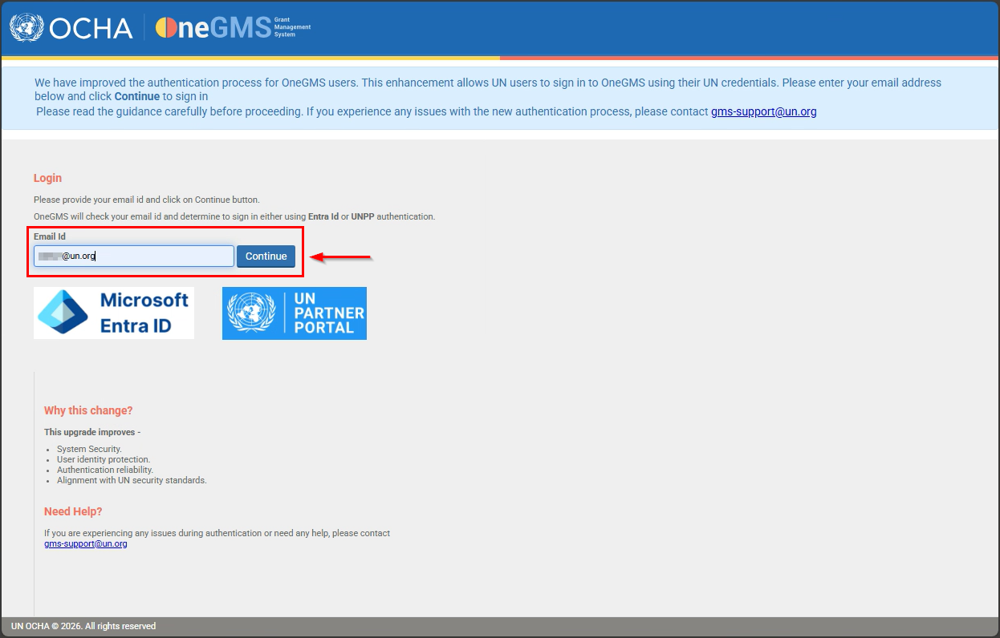 OCHA
OneGMS
Grant
Management
System
We have improved the authentication process for OneGMS users. This enhancement allows UN users to sign in to OneGMS using their UN credentials. Please enter your email address
below and click Continue to sign in
Please read the guidance carefully before proceeding. If you experience any issues with the new authentication process, please contact gms-support@un.org
Login
Please provide your email id and click on Continue button.
OneGMS will check your email id and determine to sign in either using Entra Id or UNPP authentication.
Email Id
@un.org
Continue
Microsoft
Entra ID
UN
PARTNER
PORTAL
Why this change?
This upgrade improves -
• System Security.
• User identity protection.
• Authentication reliability.
• Alignment with UN security standards.
Need Help?
If you are experiencing any issues during authentication or need any help, please contact
gms-support@un.org
UN OCHA © 2026. All rights reserved